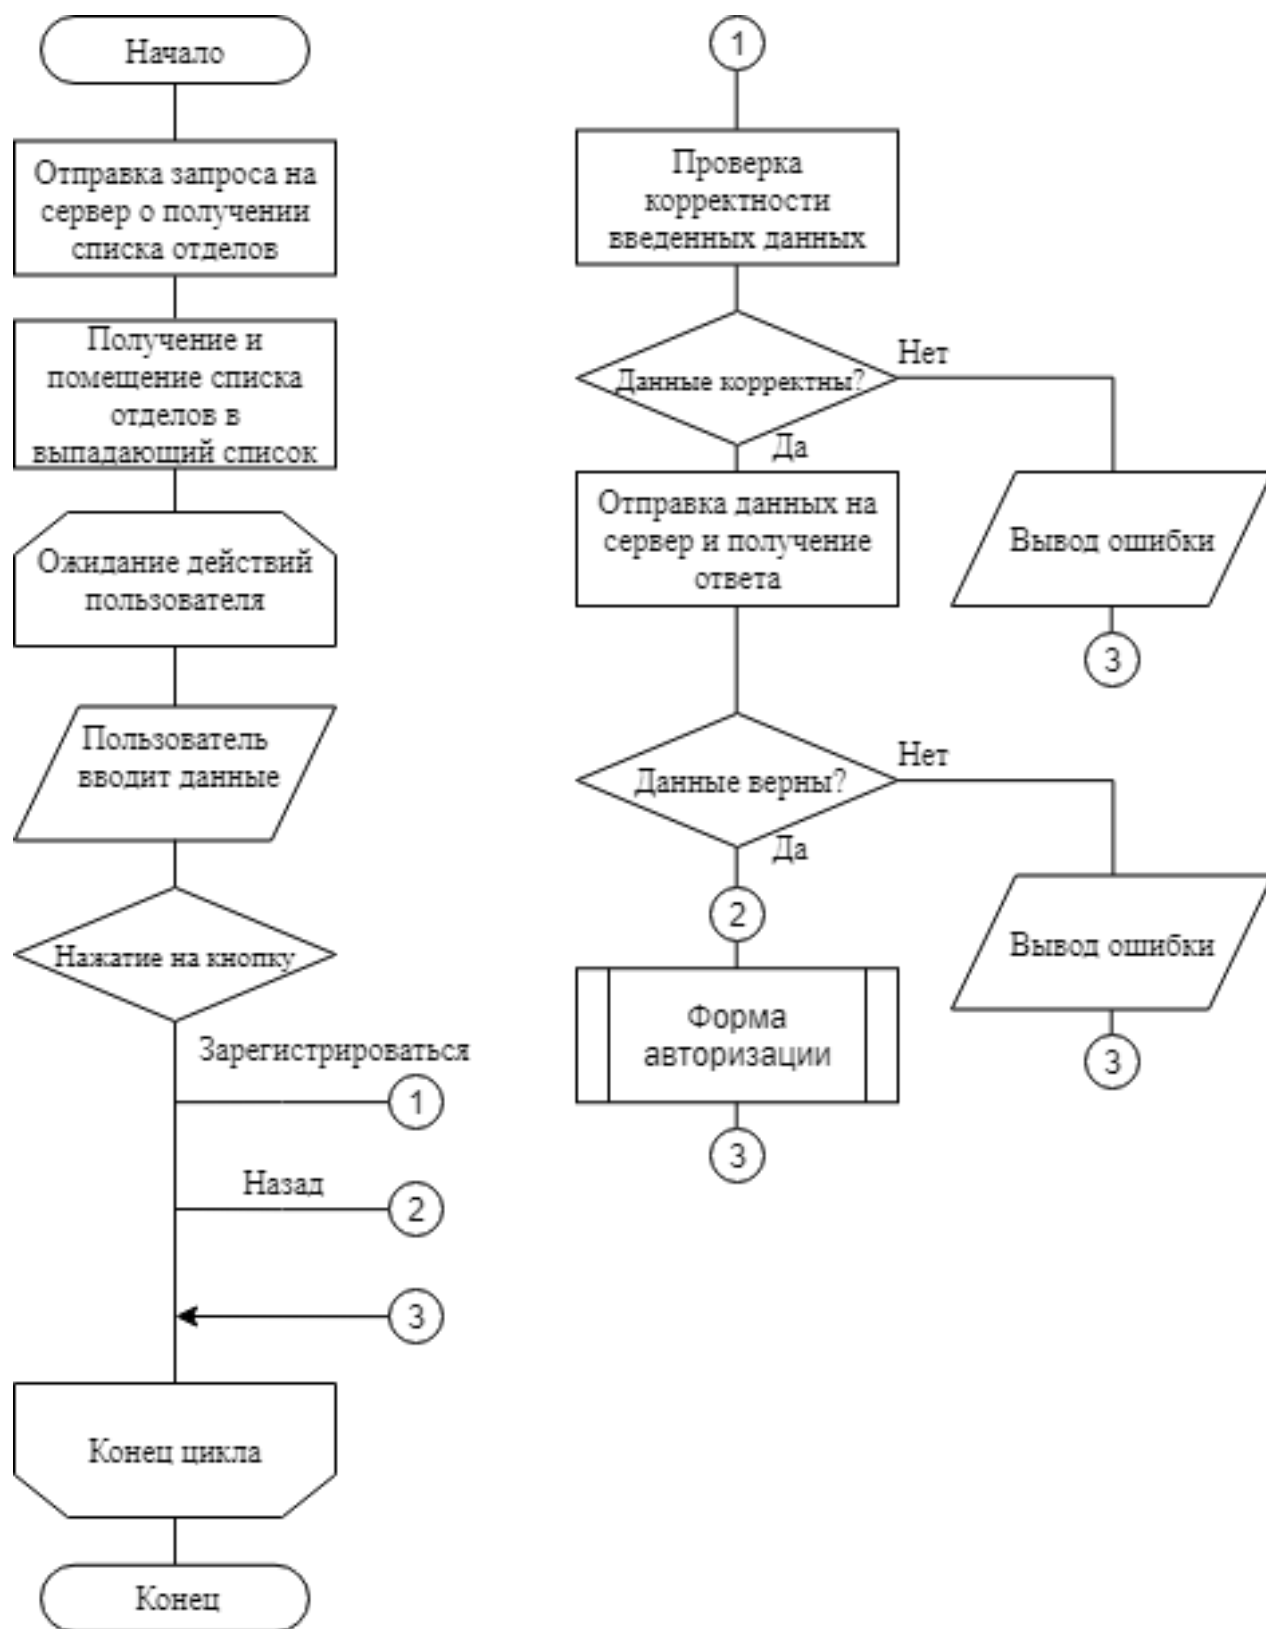 Начало
Отправка запроса на
сервер о получении
списка отделов
Получение и
помещение списка
отделов в
выпадающий список
Ожидание действий
пользователя
Пользователь
вводит данные
Нажатие на кнопку
Зарегистрироваться
1
Назад
2
3
Конец цикла
Конец
1
Проверка
корректности
введенных данных
Данные корректны?
Нет
Да
Отправка данных на
сервер и получение
ответа
Вывод ошибки
3
Данные верны?
Нет
Да
2
Вывод ошибки
3
Форма
авторизации
3